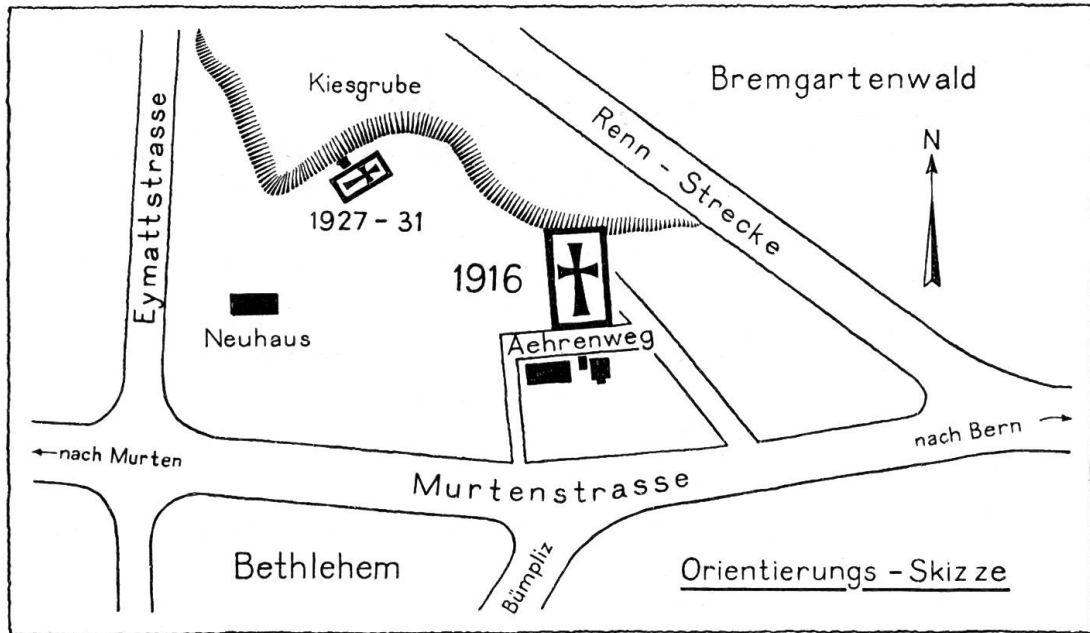 Kiesgrube
Bremgartenwald
Eymattstrasse
Renn - Strecke
N
1927 - 31
1916
Neuhaus
Aehrenweg
←nach Murten
nach Bern →
Murtenstrasse
Bethlehem
Bümpliz
Orientierungs - Skizze